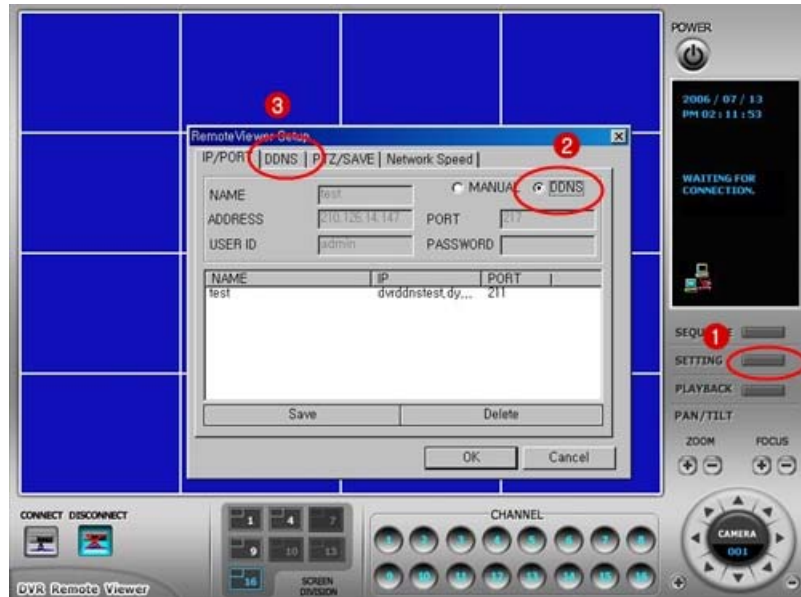 POWER
2006 / 07 / 13
PM 02 : 11 : 53
WAITING FOR
CONNECTION.
3
2
RemoteViewer Setup
IP/PORT DDNS PTZ/SAVE Network Speed
NAME test MANUAL DDNS
ADDRESS 210.126.14.147 PORT 217
USER ID admin PASSWORD
NAME IP PORT
test dvrddnstest.dy,... 211
Save Delete
OK Cancel
1
SETTING
PLAYBACK
PAN/TILT
ZOOM FOCUS
CONNECT DISCONNECT
1 4 7
9 10 13
16 SCREEN
DIVISION
CHANNEL
1 2 3 4 5 6 7 8
9 10 11 12 13 14 15 16
CAMERA
001
DVR Remote Viewer